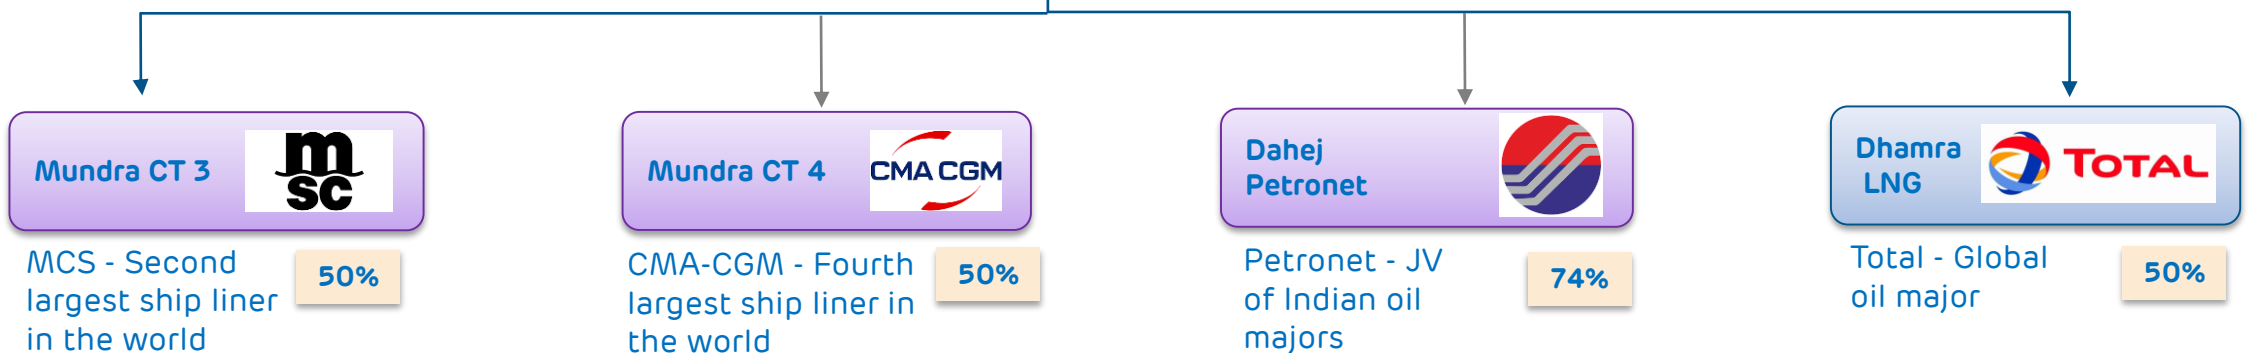 Mundra CT 3
m
sc
MCS - Second
largest ship liner
in the world
50%
Mundra CT 4
CMA CGM
CMA-CGM - Fourth
largest ship liner in
the world
50%
Dahej
Petronet
Petronet - JV
of Indian oil
majors
74%
Dhamra
LNG
TOTAL
Total - Global
oil major
50%